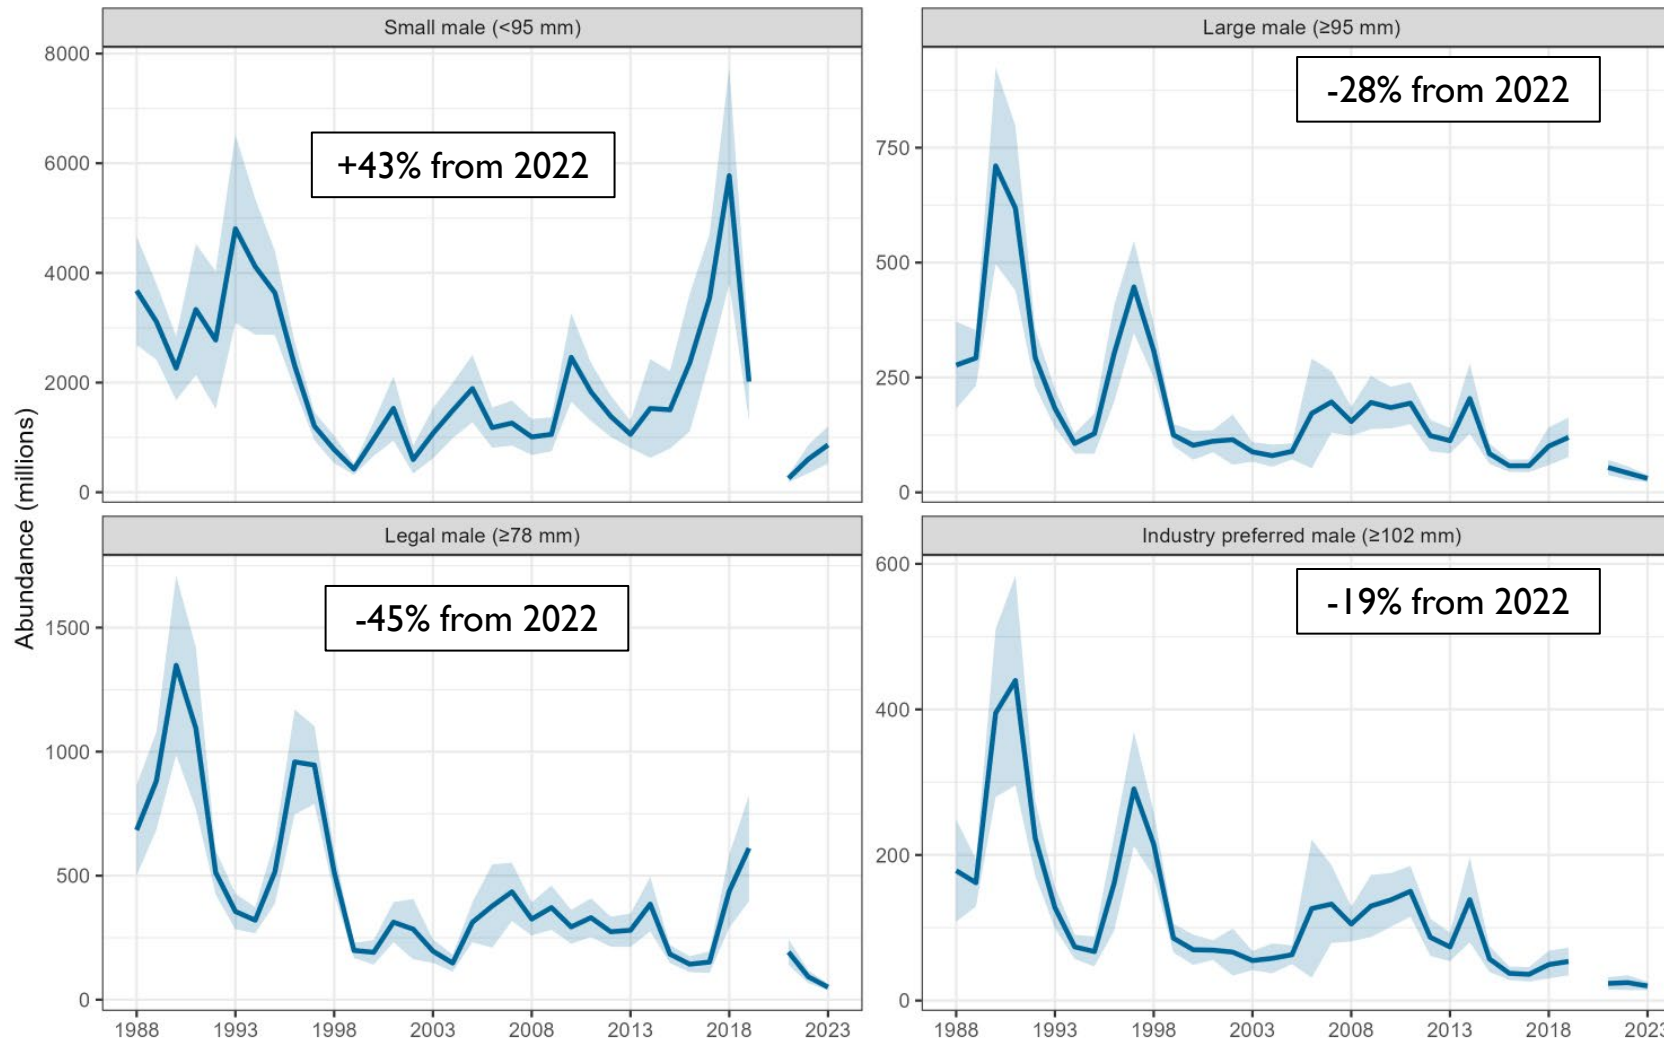 Small male (<95 mm)
Large male (≥95 mm)
+43% from 2022
-28% from 2022
8000
6000
4000
2000
0
750
500
250
0
Abundance (millions)
Legal male (≥78 mm)
Industry preferred male (≥102 mm)
-45% from 2022
-19% from 2022
1500
1000
500
0
600
400
200
0
1988 1993 1998 2003 2008 2013 2018 2023
1988 1993 1998 2003 2008 2013 2018 2023